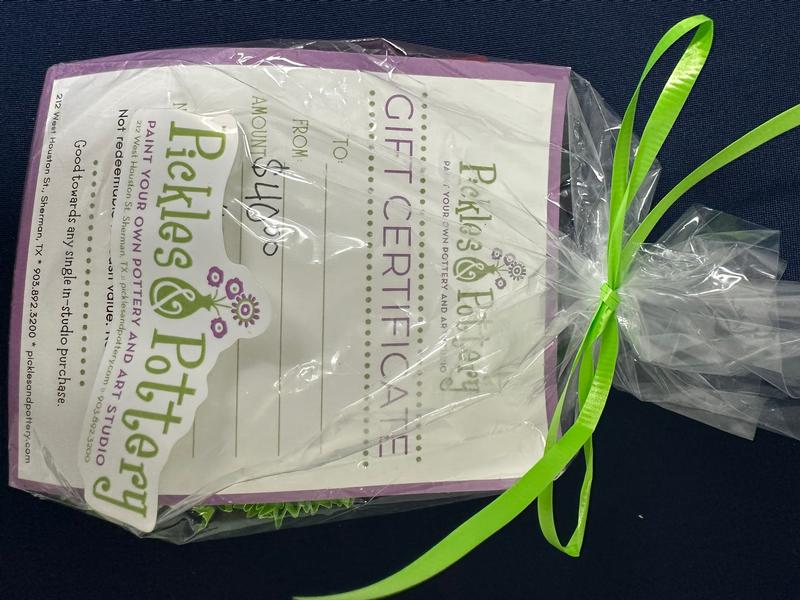 Pickles & Pottery
PAINT YOUR OWN POTTERY AND ART STUDIO
GIFT CERTIFICATE
TO:
FROM:
AMOUNT $40.00
N
Not redeemable
cash value.
Good towards any single in-studio purchase.
212 West Houston St., Sherman, TX * 903.892.3200 * picklesandpottery.com
Pickles & Pottery
PAINT YOUR OWN POTTERY AND ART STUDIO
212 West Houston St. Sherman, TX picklesandpottery.com 903.892.3200